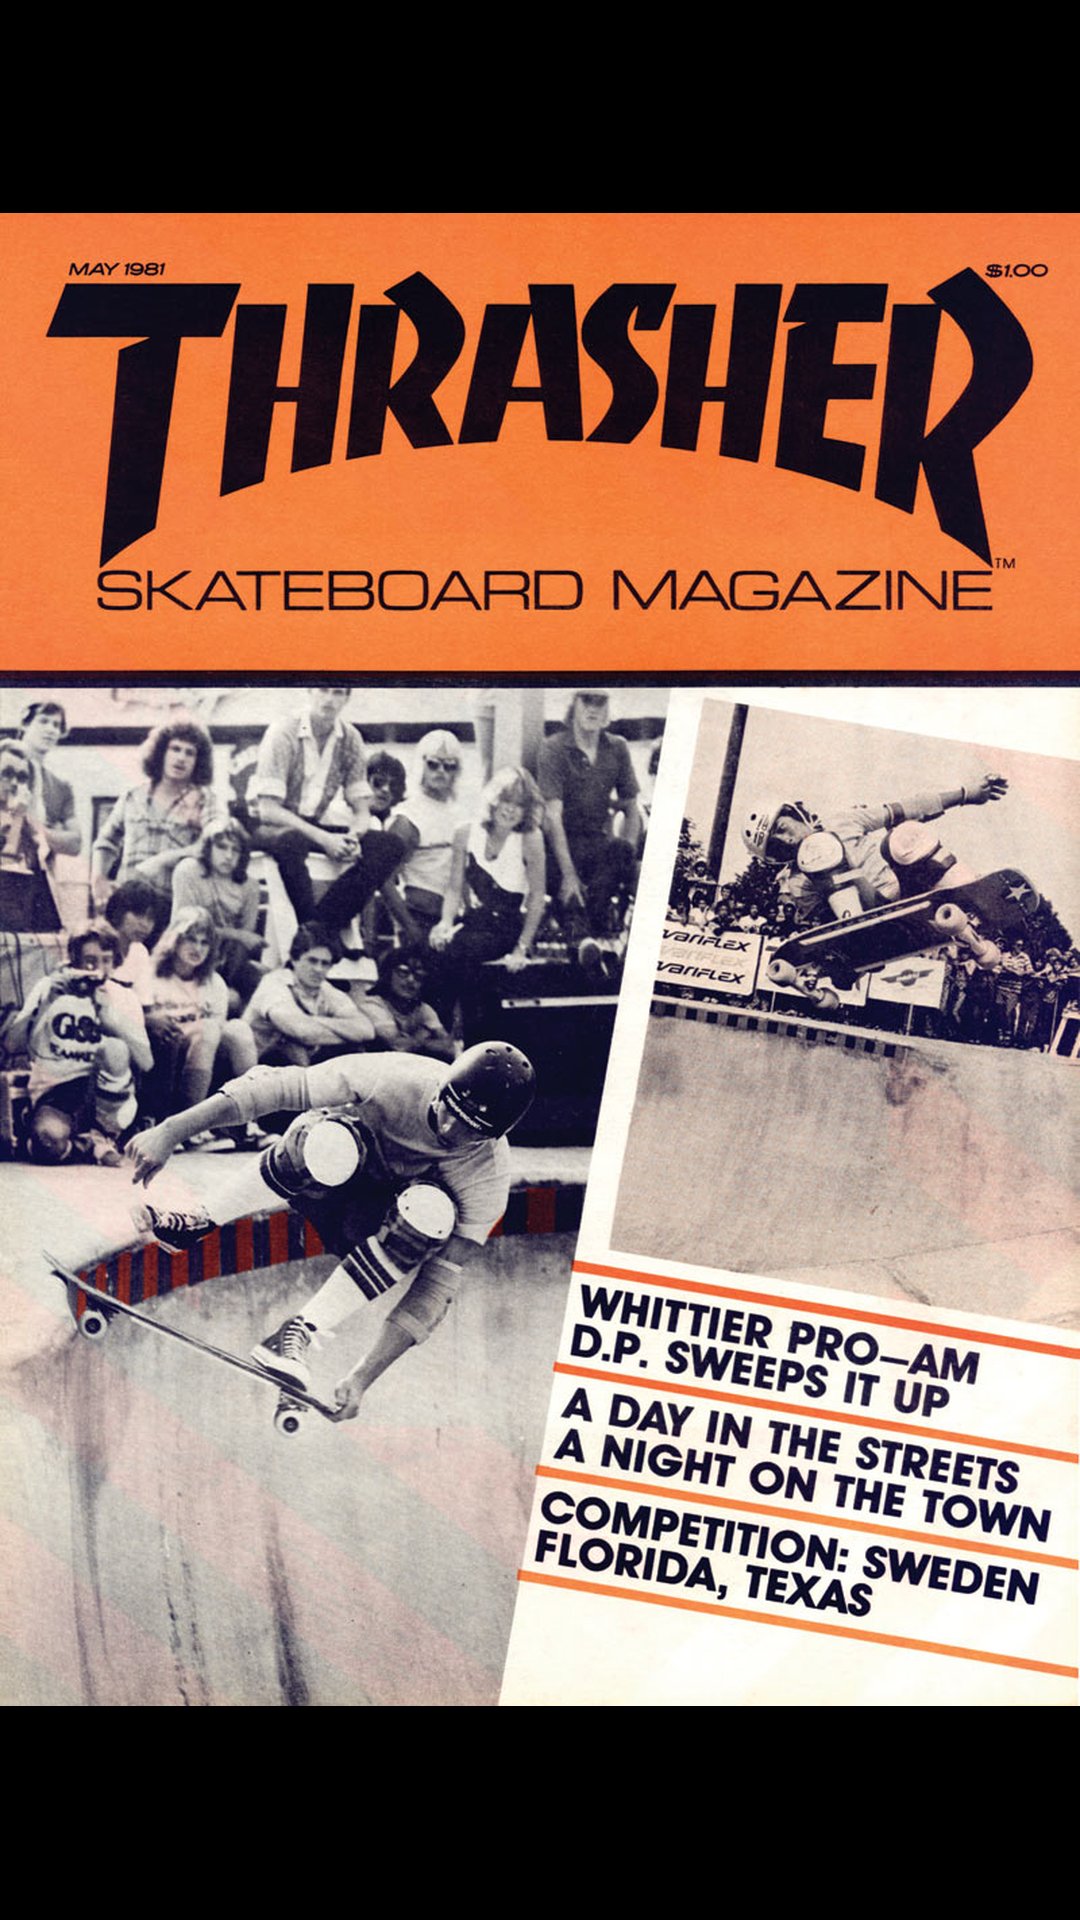 MAY 1981
$1.00
THRASHER
SKATEBOARD MAGAZINE™
VARIFLEX
VARIFLEX
VARIFLEX
WHITTIER PRO–AM
D.P. SWEEPS IT UP
A DAY IN THE STREETS
A NIGHT ON THE TOWN
COMPETITION: SWEDEN
FLORIDA, TEXAS